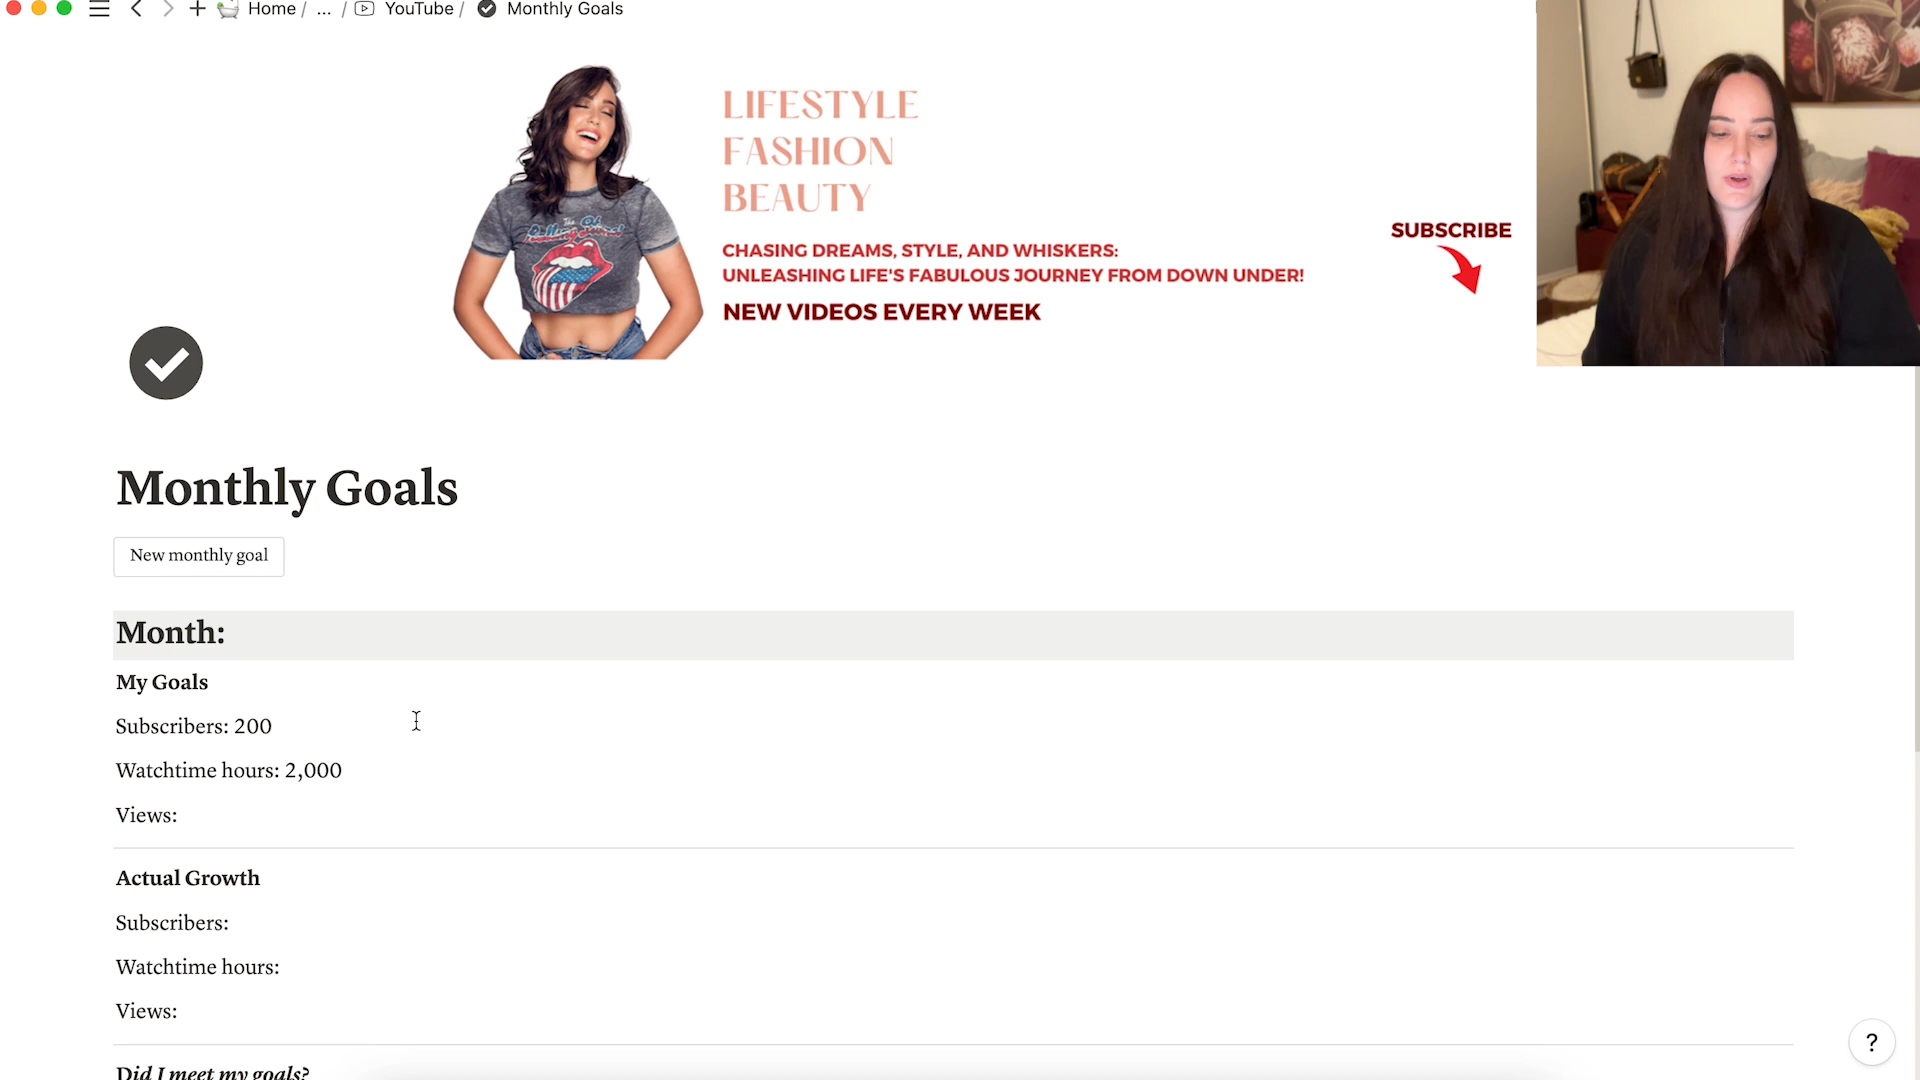 Home / ... / YouTube / Monthly Goals
LIFESTYLE
FASHION
BEAUTY
CHASING DREAMS, STYLE, AND WHISKERS:
UNLEASHING LIFE'S FABULOUS JOURNEY FROM DOWN UNDER!
NEW VIDEOS EVERY WEEK
SUBSCRIBE
The
Monthly Goals
New monthly goal
Month:
My Goals
Subscribers: 200
Watchtime hours: 2,000
Views:
Actual Growth
Subscribers:
Watchtime hours:
Views:
Did I meet my goals?
?